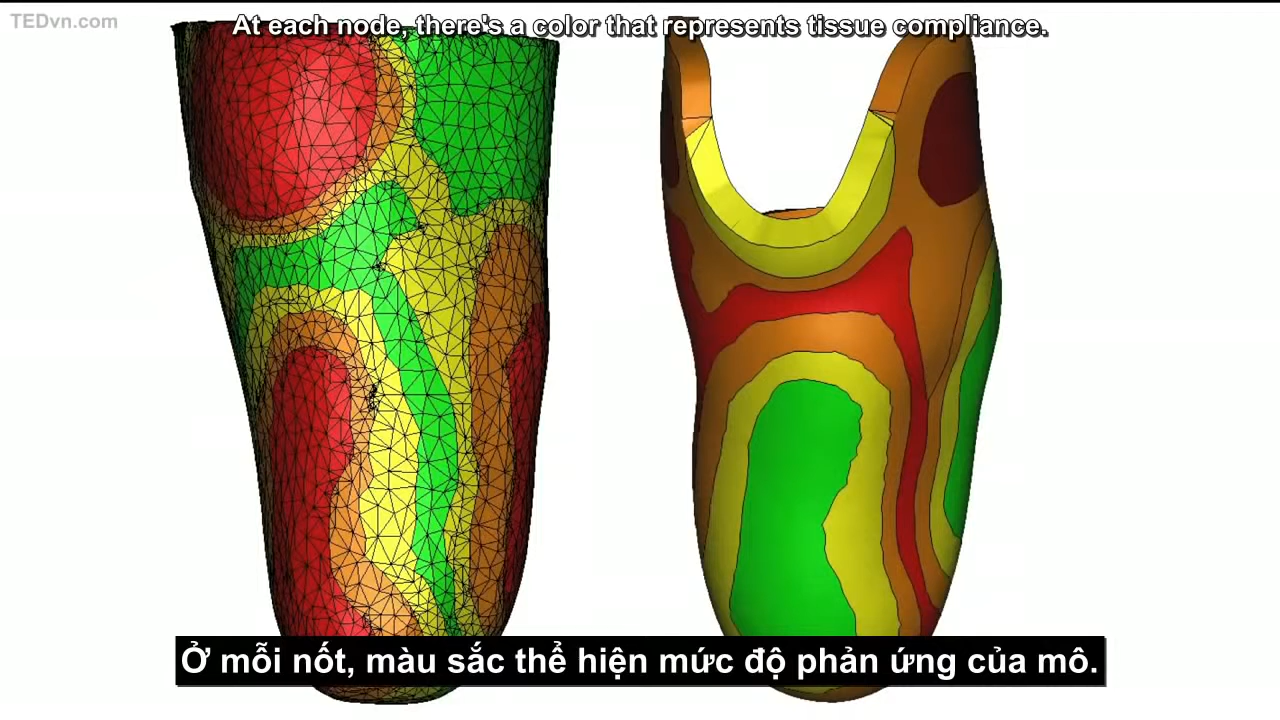 TEDvn.com
At each node, there's a color that represents tissue compliance.
Ở mỗi nốt, màu sắc thể hiện mức độ phản ứng của mô.